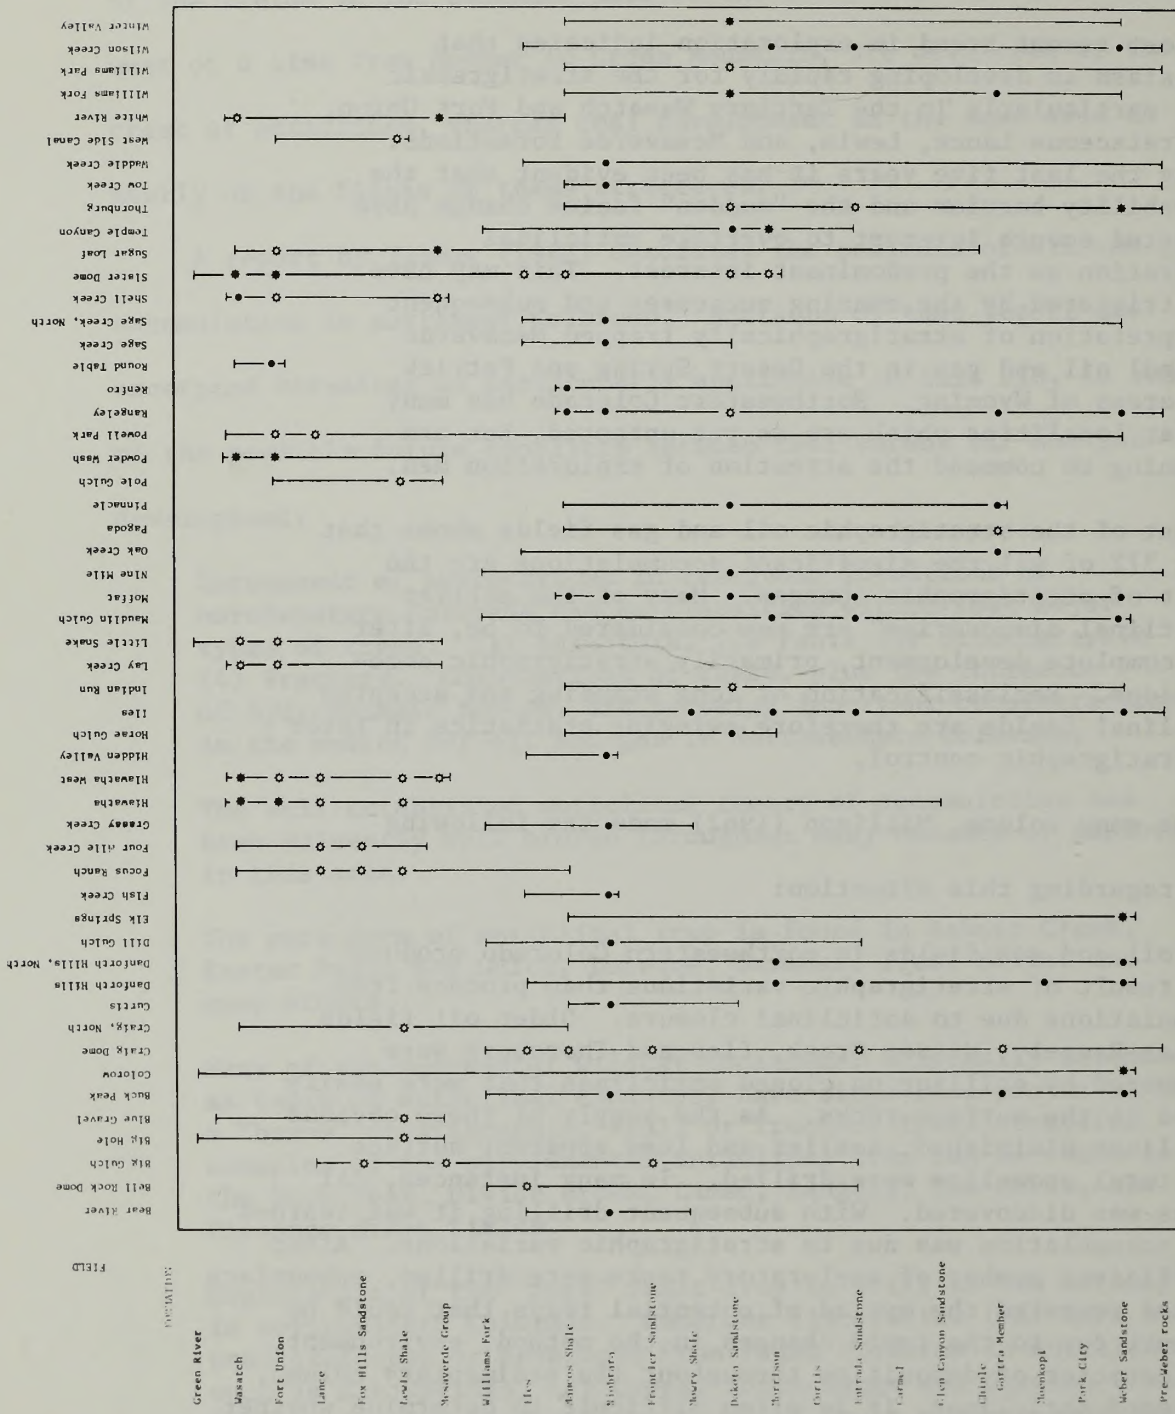 FIELD
Bear River
Bell Rock Dome
Big Gulch
Big Hole
Blue Gravel
Buck Peak
Colorow
Craig Dome
Craig, North
Curtis
Danforth Hills
Danforth Hills, North
Dill Gulch
Elk Springs
Fish Creek
Focus Ranch
Four Mile Creek
Grassy Creek
Hiawatha
Hiawatha West
Hidden Valley
Horse Gulch
Iles
Indian Run
Lay Creek
Little Snake
Maudlin Gulch
Moffat
Nine Mile
Oak Creek
Pagoda
Pinnacle
Pole Gulch
Powder Wash
Powell Park
Rangeley
Renfro
Round Table
Sage Creek
Sage Creek, North
Shell Creek
Slater Dome
Sugar Loaf
Temple Canyon
Thornburg
Tow Creek
Waddle Creek
West Side Canal
White River
Williams Fork
Williams Park
Wilson Creek
Winter Valley
FORMATION
Green River
Wasatch
Fort Union
Lance
Fox Hills Sandstone
Lewis Shale
Mesaverde Group
Williams Fork
Iles
Mancos Shale
Niobrara
Frontier Sandstone
Mowry Shale
Dakota Sandstone
Morrison
Curtis
Entrada Sandstone
Carmel
Glen Canyon Sandstone
Chinle
Gartra Member
Moenkopi
Park City
Weber Sandstone
Pre-Weber rocks